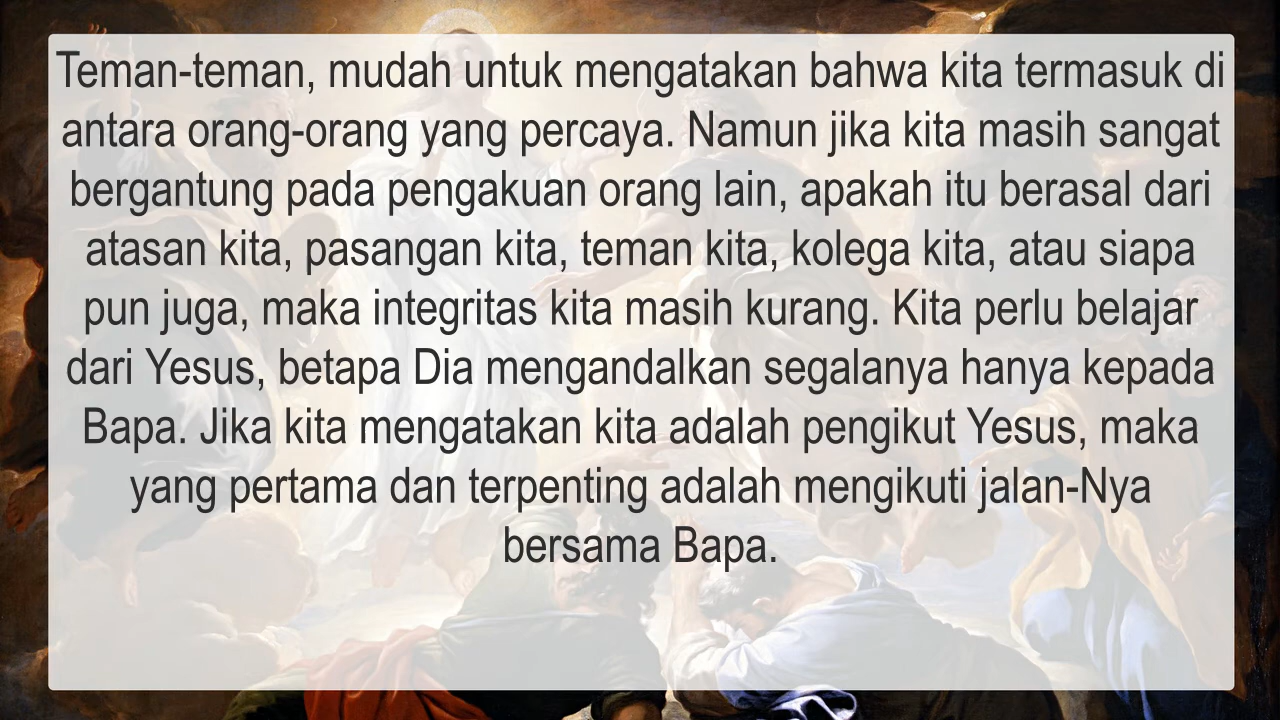 Teman-teman, mudah untuk mengatakan bahwa kita termasuk di
antara orang-orang yang percaya. Namun jika kita masih sangat
bergantung pada pengakuan orang lain, apakah itu berasal dari
atasan kita, pasangan kita, teman kita, kolega kita, atau siapa
pun juga, maka integritas kita masih kurang. Kita perlu belajar
dari Yesus, betapa Dia mengandalkan segalanya hanya kepada
Bapa. Jika kita mengatakan kita adalah pengikut Yesus, maka
yang pertama dan terpenting adalah mengikuti jalan-Nya
bersama Bapa.